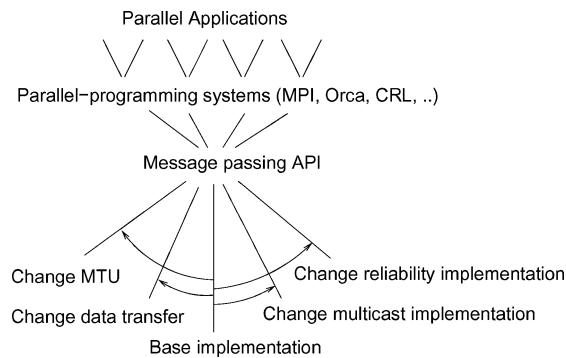 Parallel Applications
Parallel-programming systems (MPI, Orca, CRL, ..)
Message passing API
Change MTU
Change reliability implementation
Change data transfer
Change multicast implementation
Base implementation